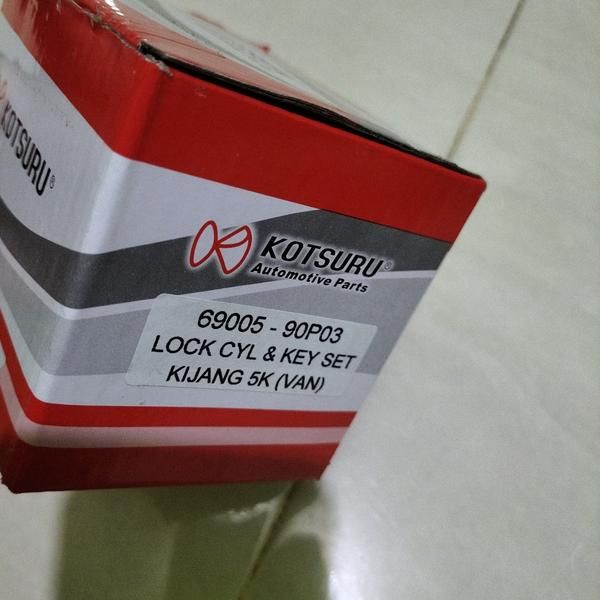 KOTSURU®
KOTSURU®
Automotive Parts
69005 - 90P03
LOCK CYL & KEY SET
KIJANG 5K (VAN)